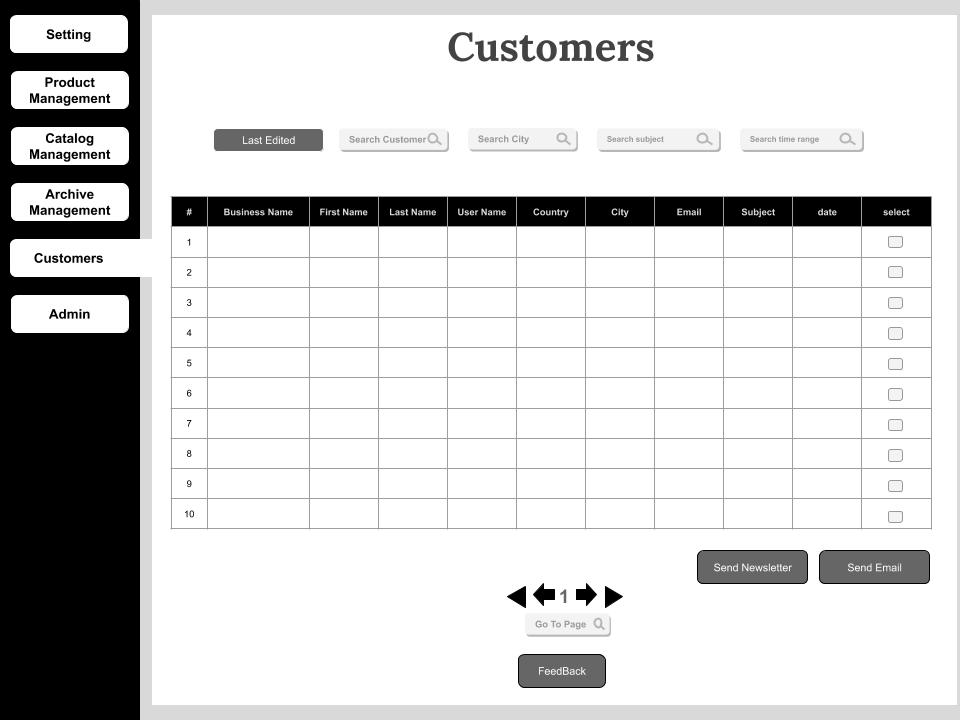 Setting
Product
Management
Catalog
Management
Archive
Management
Customers
Admin
Customers
Last Edited
Search Customer
Search City
Search subject
Search time range
# Business Name First Name Last Name User Name Country City Email Subject date select
1
2
3
4
5
6
7
8
9
10
Send Newsletter
Send Email
1
Go To Page
FeedBack